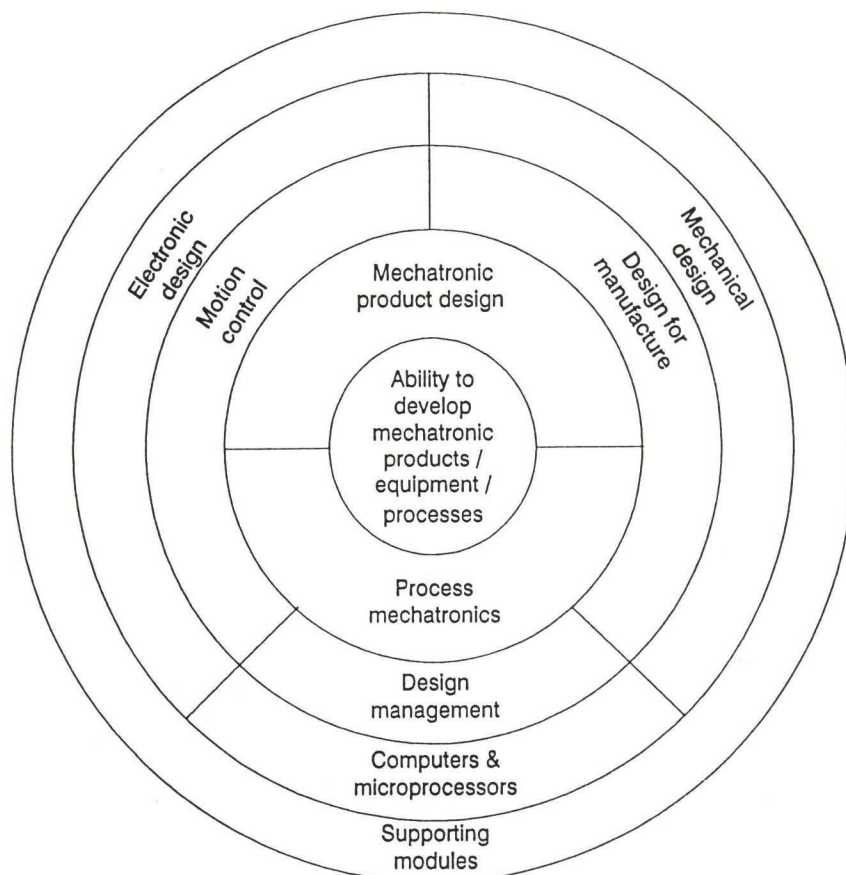 Electronic
design
Motion
control
Mechanical
design
Design for
manufacture
Mechatronic
product design
Ability to
develop
mechatronic
products /
equipment /
processes
Process
mechatronics
Design
management
Computers &
microprocessors
Supporting
modules